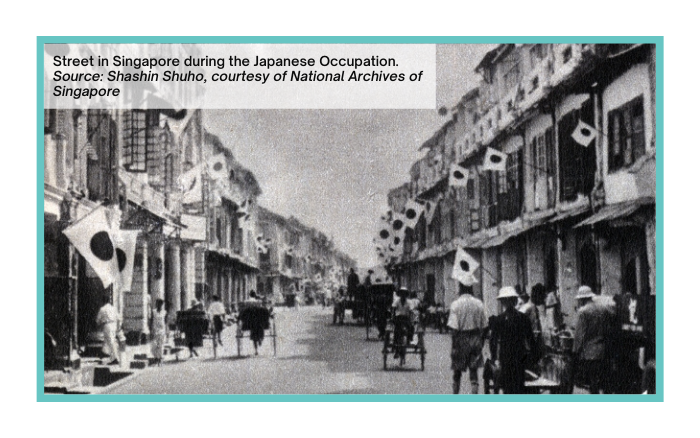 Street in Singapore during the Japanese Occupation.
Source: Shashin Shuho, courtesy of National Archives of
Singapore